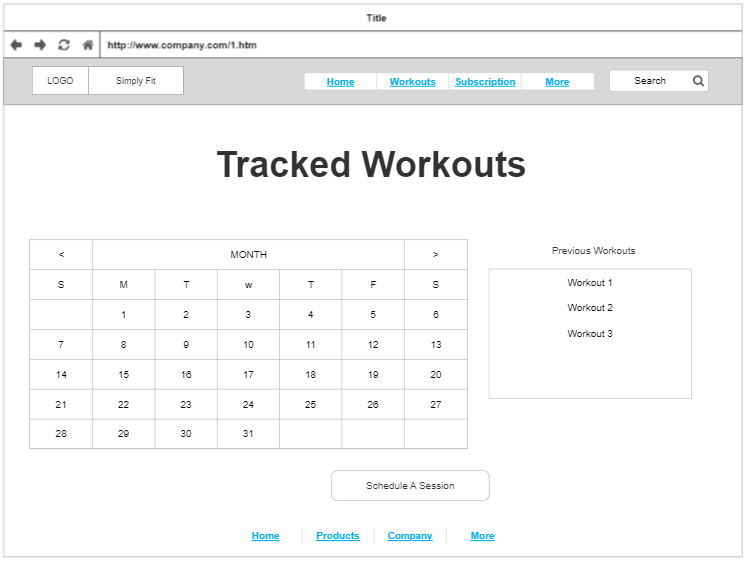 Title
http://www.company.com/1.htm
LOGO Simply Fit Home Workouts Subscription More Search
Tracked Workouts
< MONTH >
S M T w T F S
1 2 3 4 5 6
7 8 9 10 11 12 13
14 15 16 17 18 19 20
21 22 23 24 25 26 27
28 29 30 31
Previous Workouts
Workout 1
Workout 2
Workout 3
Schedule A Session
Home Products Company More